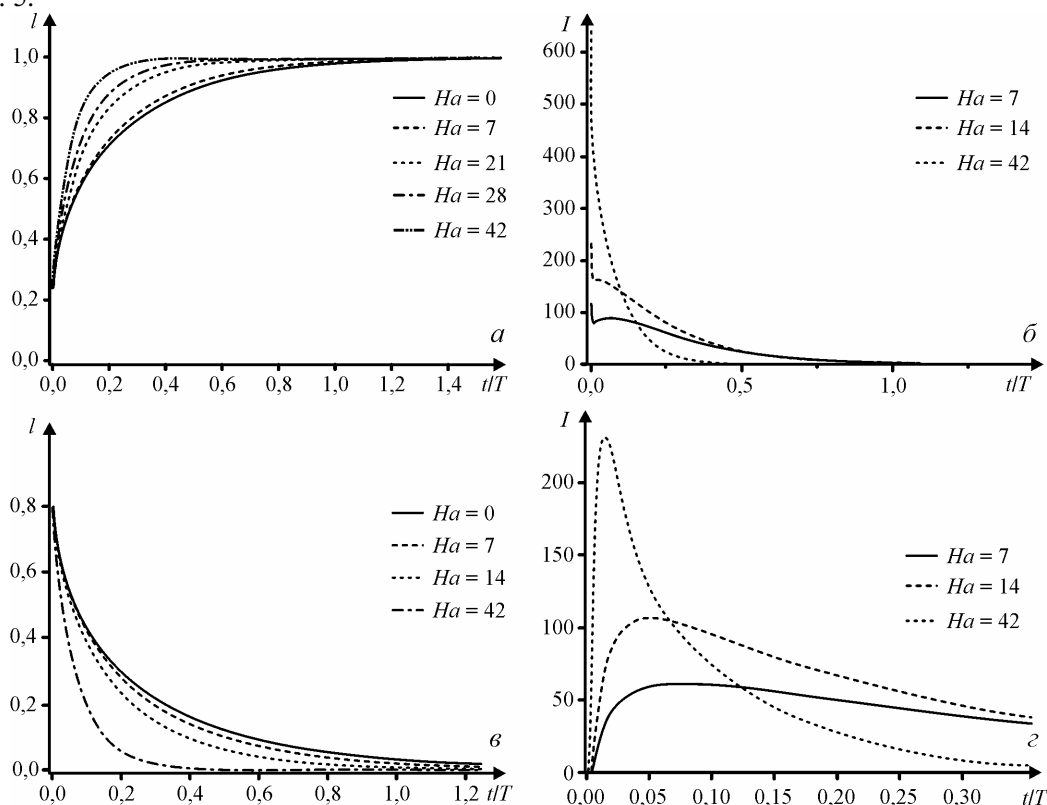 . 3.
l
1,0
0,8
0,6
0,4
0,2
0,0
0,0 0,2 0,4 0,6 0,8 1,0 1,2 1,4 t/T
Ha = 0
Ha = 7
Ha = 21
Ha = 28
Ha = 42
а
I
600
500
400
300
200
100
0
0,0 0,5 1,0 t/T
Ha = 7
Ha = 14
Ha = 42
б
l
0,8
0,6
0,4
0,2
0,0
0,0 0,2 0,4 0,6 0,8 1,0 1,2 t/T
Ha = 0
Ha = 7
Ha = 14
Ha = 42
в
I
200
150
100
50
0
0,00 0,05 0,10 0,15 0,20 0,25 0,30 t/T
Ha = 7
Ha = 14
Ha = 42
г